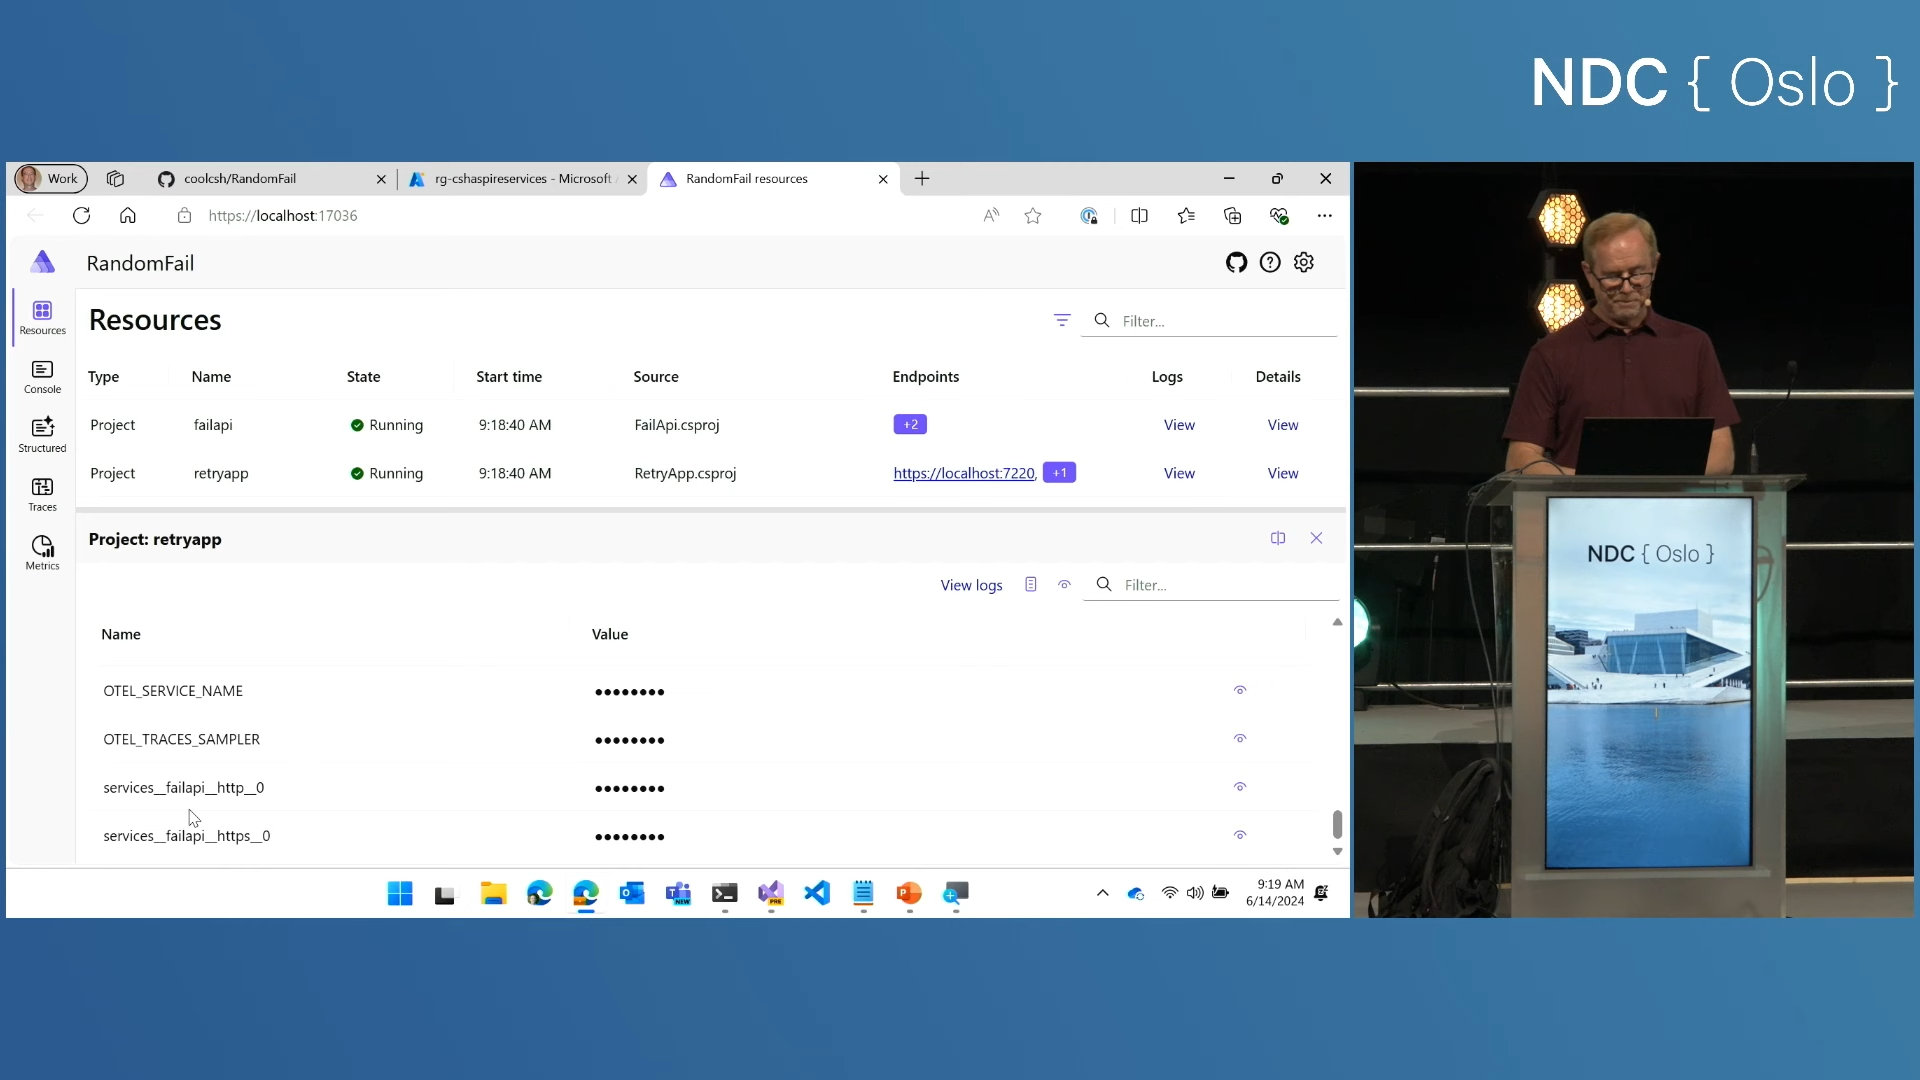 NDC { Oslo }
Work
coolcsh/RandomFail
rg-cshaspireservices - Microsoft
RandomFail resources
https://localhost:17036
RandomFail
Resources
Filter...
Resources
Console
Structured
Traces
Metrics
Type Name State Start time Source Endpoints Logs Details
Project failapi Running 9:18:40 AM FailApi.csproj +2 View View
Project retryapp Running 9:18:40 AM RetryApp.csproj https://localhost:7220, +1 View View
Project: retryapp
View logs Filter...
Name Value
OTEL_SERVICE_NAME ●●●●●●●●
OTEL_TRACES_SAMPLER ●●●●●●●●
services__failapi__http__0 ●●●●●●●●
services__failapi__https__0 ●●●●●●●●
NEW
PRE
9:19 AM
6/14/2024
NDC { Oslo }